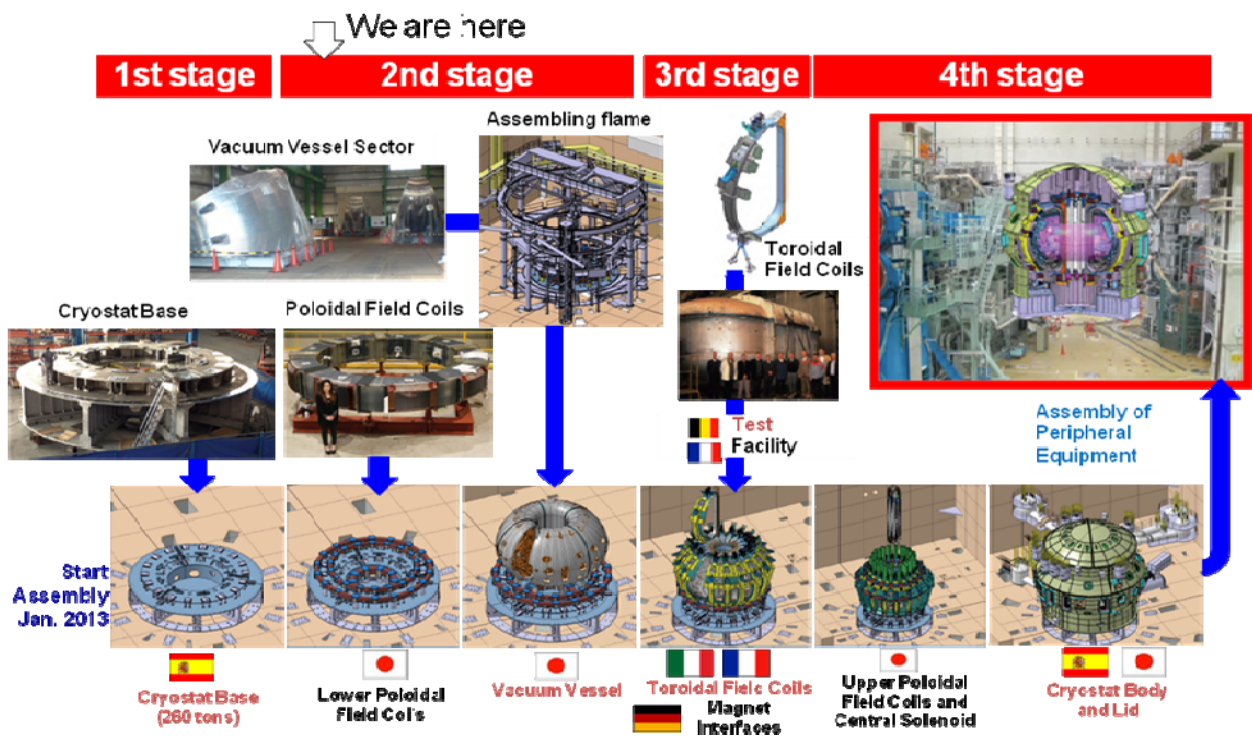 We are here
1st stage
2nd stage
3rd stage
4th stage
Assembling flame
Vacuum Vessel Sector
Toroidal
Field Coils
Cryostat Base
Poloidal Field Coils
Test
Facility
Assembly of
Peripheral
Equipment
Start
Assembly
Jan. 2013
Cryostat Base
(260 tons)
Lower Poloidal
Field Coils
Vacuum Vessel
Toroidal Field Coils
Magnet
Interfaces
Upper Poloidal
Field Coils and
Central Solenoid
Cryostat Body
and Lid